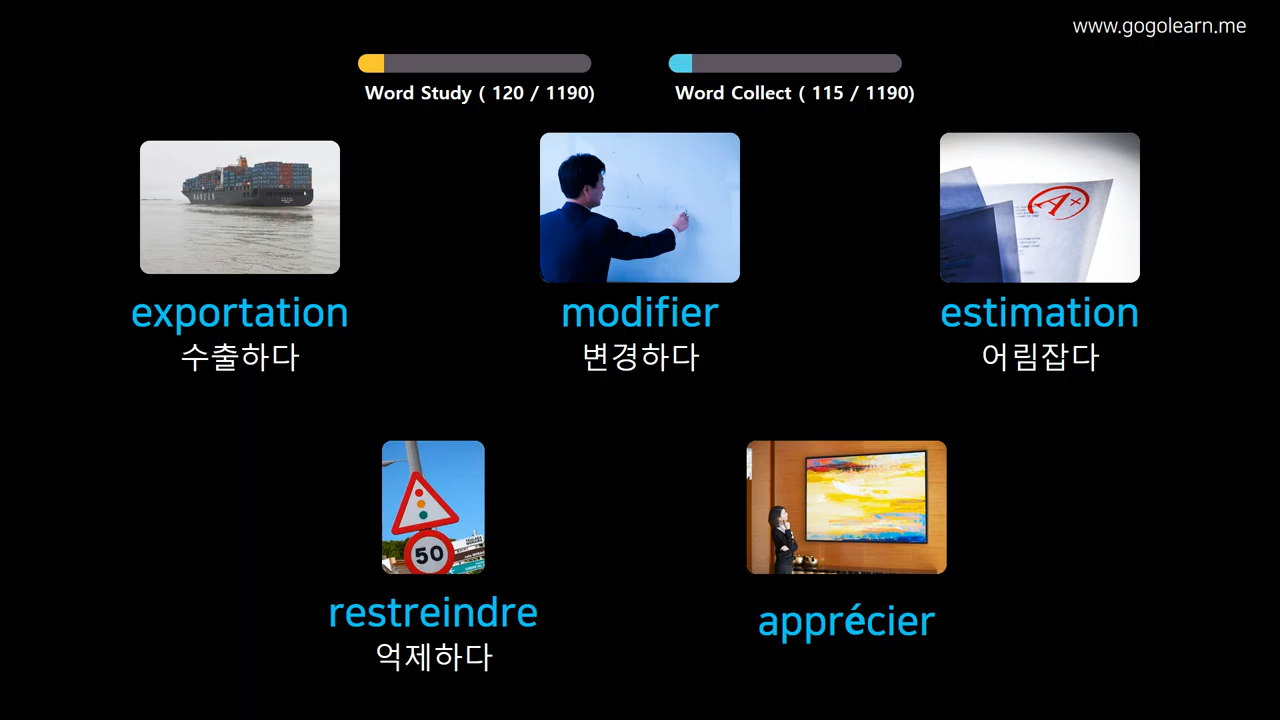 www.gogolearn.me
Word Study ( 120 / 1190)
Word Collect ( 115 / 1190)
A+
exportation
수출하다
modifier
변경하다
estimation
어림잡다
50
restreindre
억제하다
apprécier